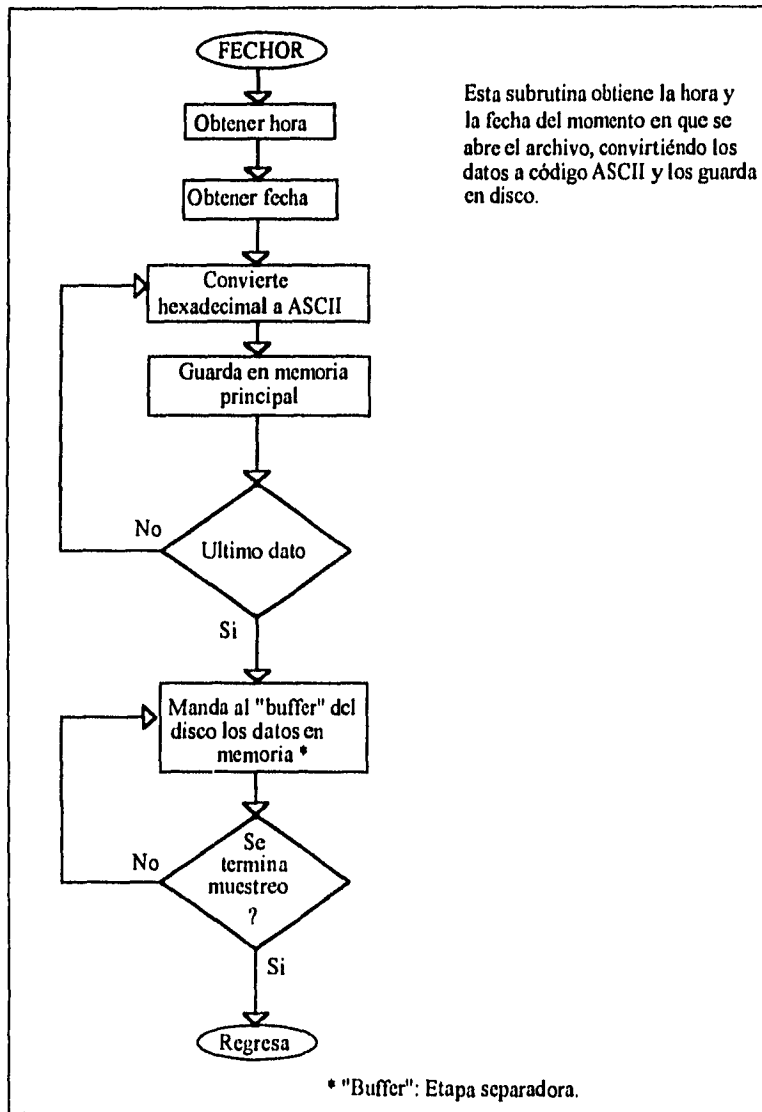 FECHOR
Esta subrutina obtiene la hora y
la fecha del momento en que se
abre el archivo, convirtiéndo los
datos a código ASCII y los guarda
en disco.
Obtener hora
Obtener fecha
Convierte
hexadecimal a ASCII
Guarda en memoria
principal
No
Ultimo dato
Si
Manda al "buffer" del
disco los datos en
memoria *
No
Se
termina
muestreo
?
Si
Regresa
* "Buffer": Etapa separadora.